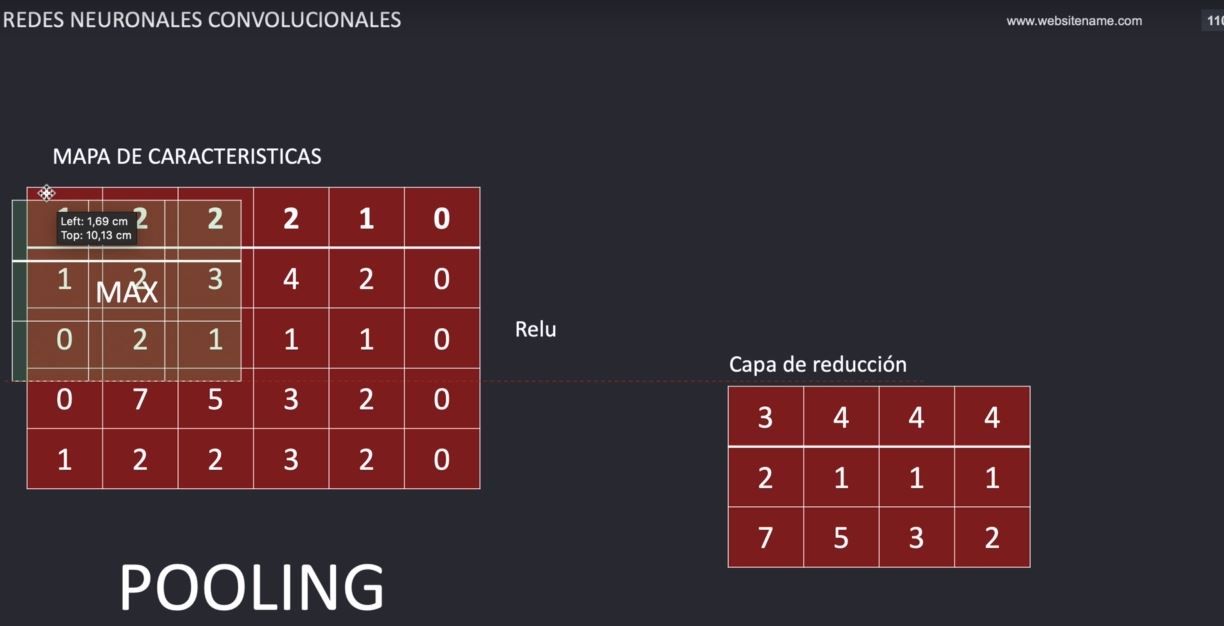 REDES NEURONALES CONVOLUCIONALES
www.websitename.com
110
MAPA DE CARACTERISTICAS
1 2 2 2 1 0
Left: 1,69 cm
Top: 10,13 cm
1 2 3 4 2 0
MAX
0 2 1 1 1 0
Relu
0 7 5 3 2 0
1 2 2 3 2 0
Capa de reducción
3 4 4 4
2 1 1 1
7 5 3 2
POOLING